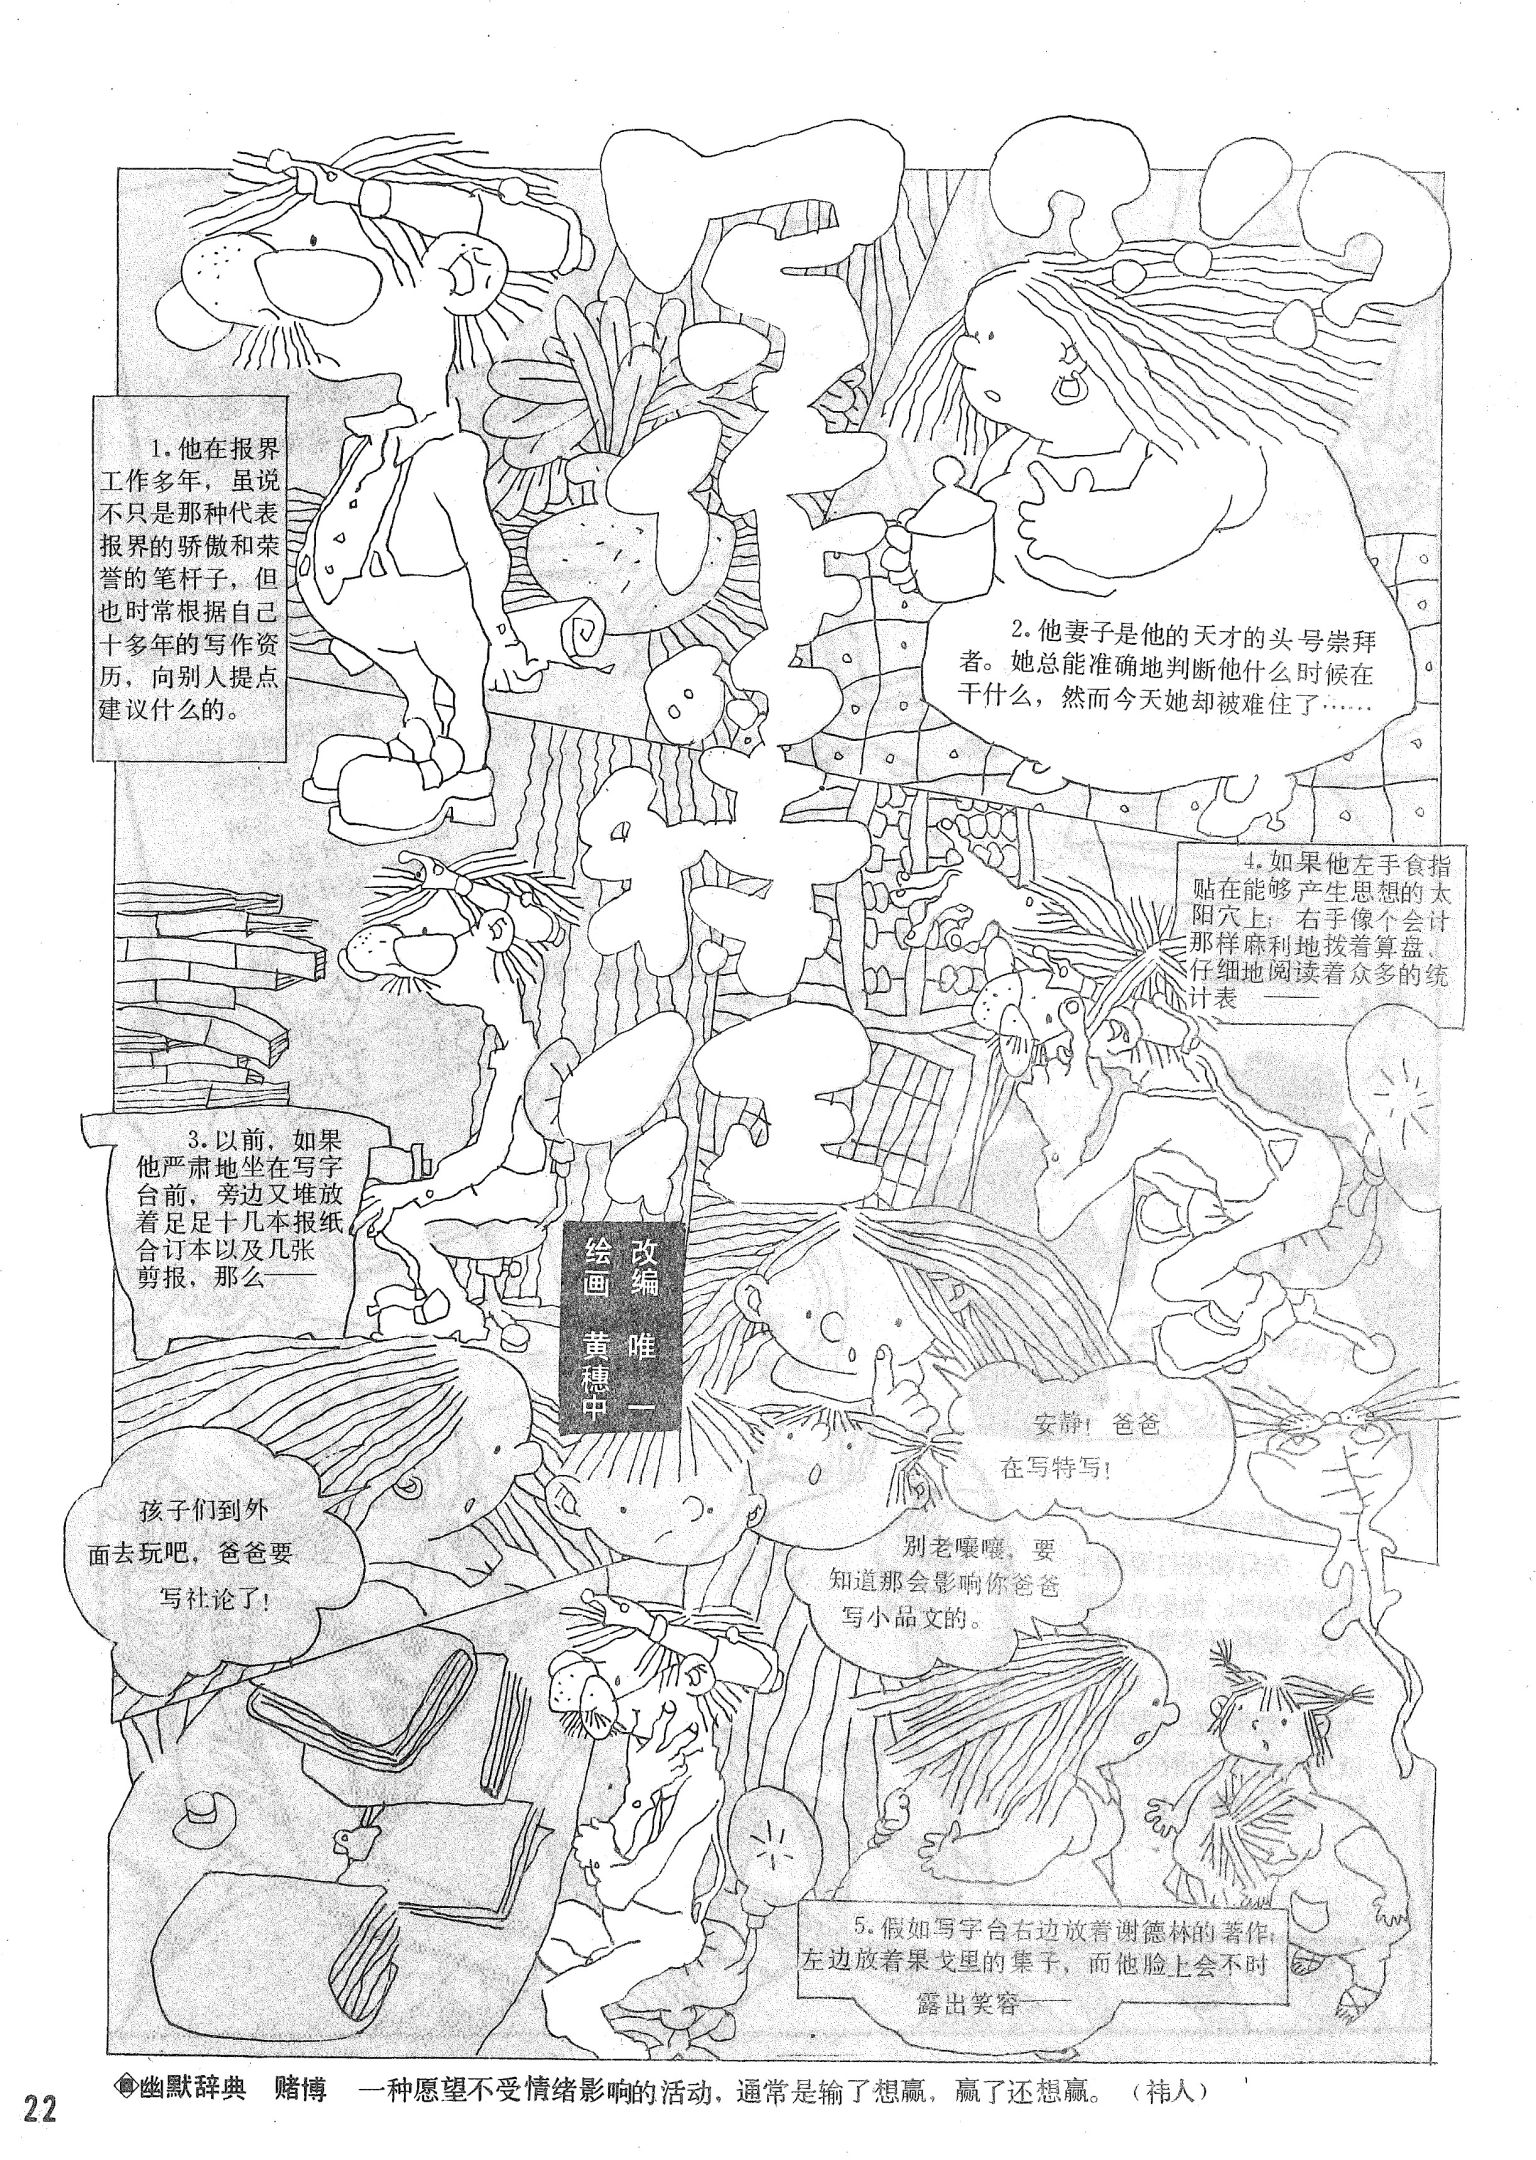 1.他在报界
工作多年，虽说
不只是那种代表
报界的骄傲和荣
誉的笔杆子，但
也时常根据自己
十多年的写作资
历，向别人提点
建议什么的。
2.他妻子是他的天才的头号崇拜
者。她总能准确地判断他什么时候在
干什么，然而今天她却被难住了……
3.以前，如果
他严肃地坐在写字
台前，旁边又堆放
着足足十几本报纸
合订本以及几张
剪报，那么——
孩子们到外
面去玩吧，爸爸要
写社论了！
改编　唯一
绘画　黄穗中
4.如果他左手食指
贴在能够产生思想的太
阳穴上；右手像个会计
那样麻利地拨着算盘、
仔细地阅读着众多的统
计表　——
安静！爸爸
在写特写！
5.假如写字台右边放着谢德林的著作，
左边放着果戈里的集子，而他脸上会不时
露出笑容——
别老嚷嚷，要
知道那会影响你爸爸
写小品文的。
幽默辞典　赌博　一种愿望不受情绪影响的活动，通常是输了想赢，赢了还想赢。（祎人）
22